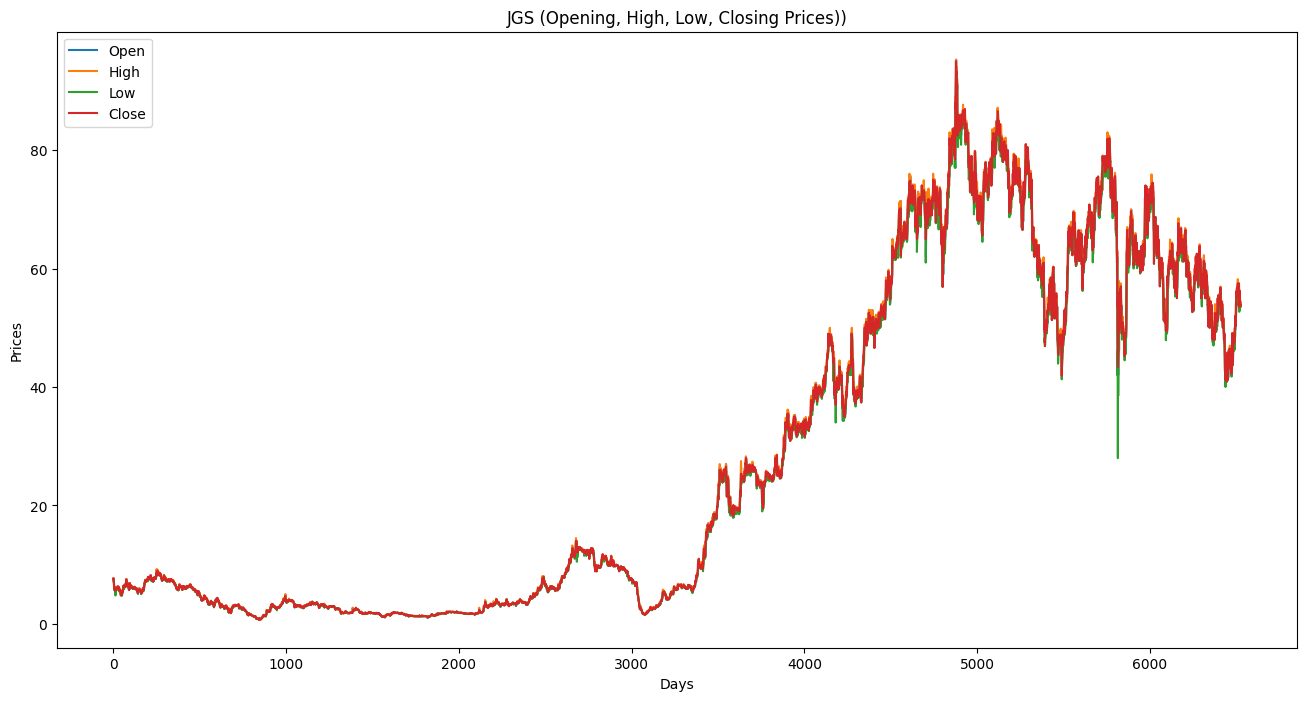 JGS (Opening, High, Low, Closing Prices))
Open
High
Low
Close
Prices
80
60
40
20
0
0 1000 2000 3000 4000 5000 6000
Days